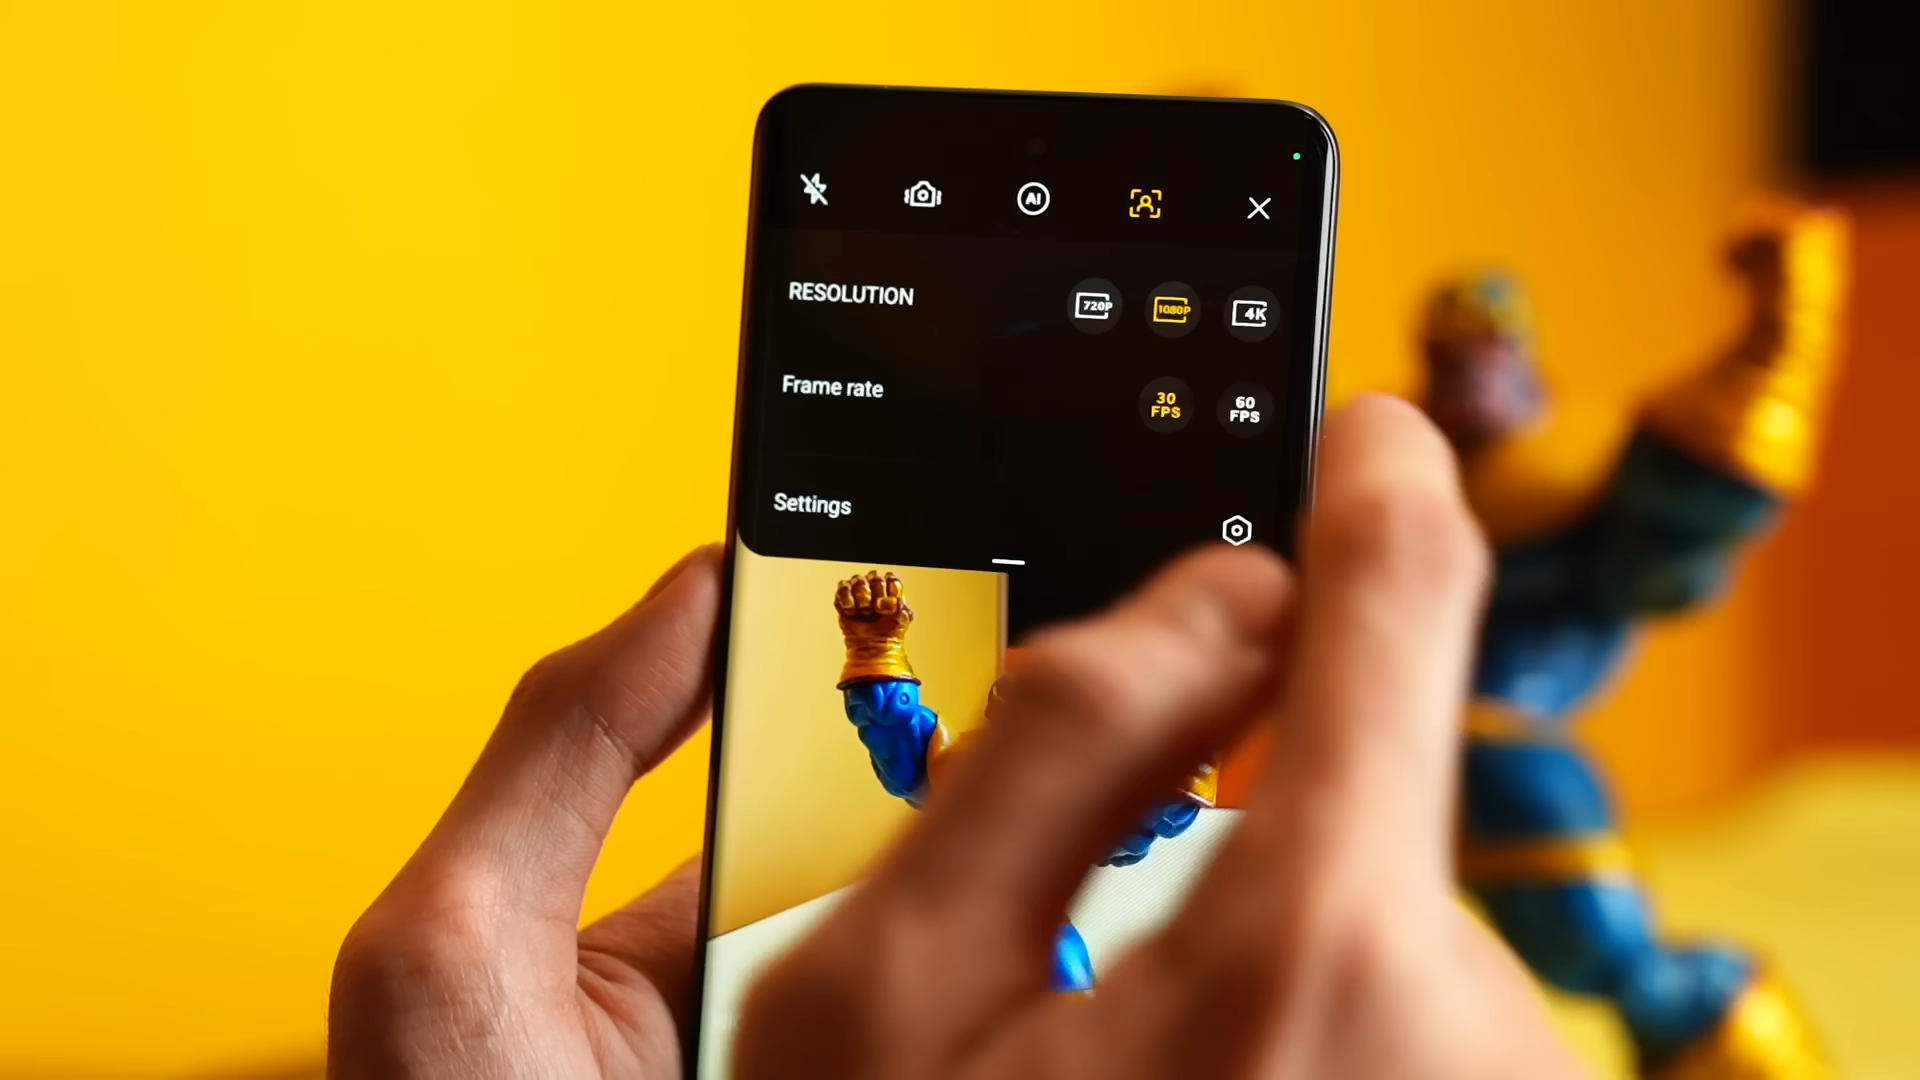 AI
RESOLUTION 720P 1080P 4K
Frame rate 30 FPS 60 FPS
Settings